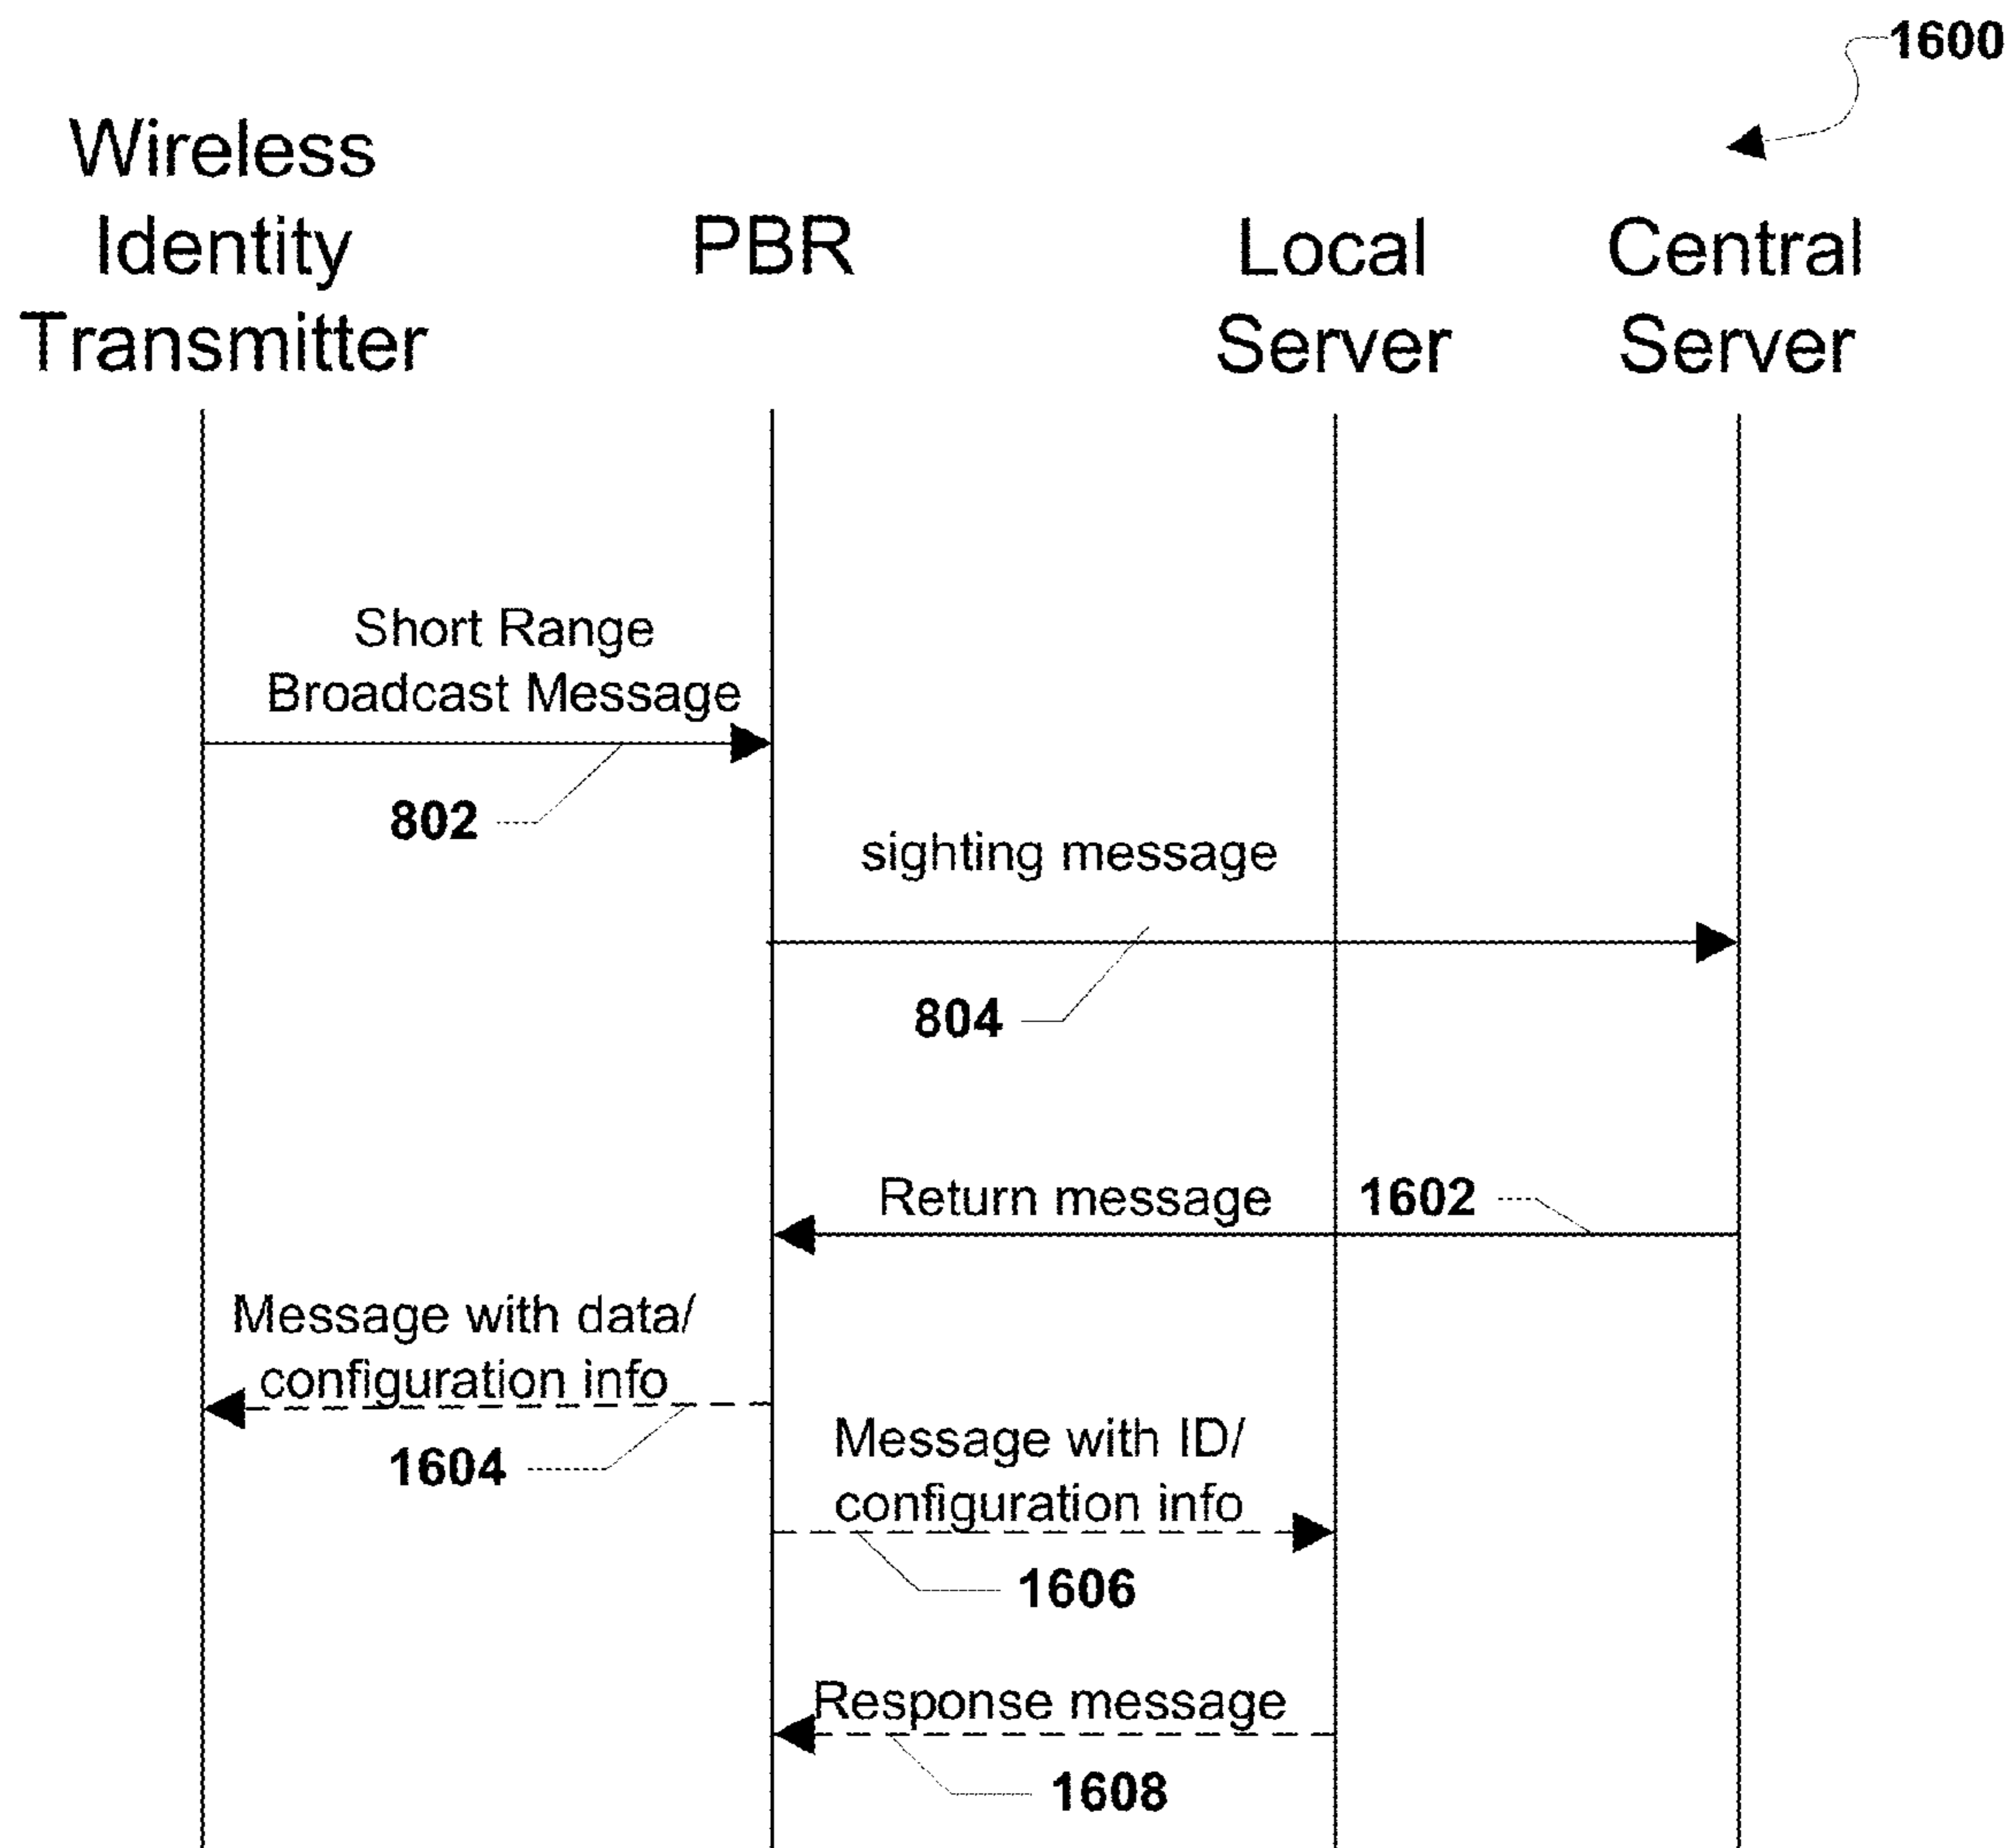 1600
Wireless
Identity
Transmitter
PBR
Local
Server
Central
Server
Short Range
Broadcast Message
802
sighting message
804
Return message
1602
Message with data/
configuration info
1604
Message with ID/
configuration info
1606
Response message
1608